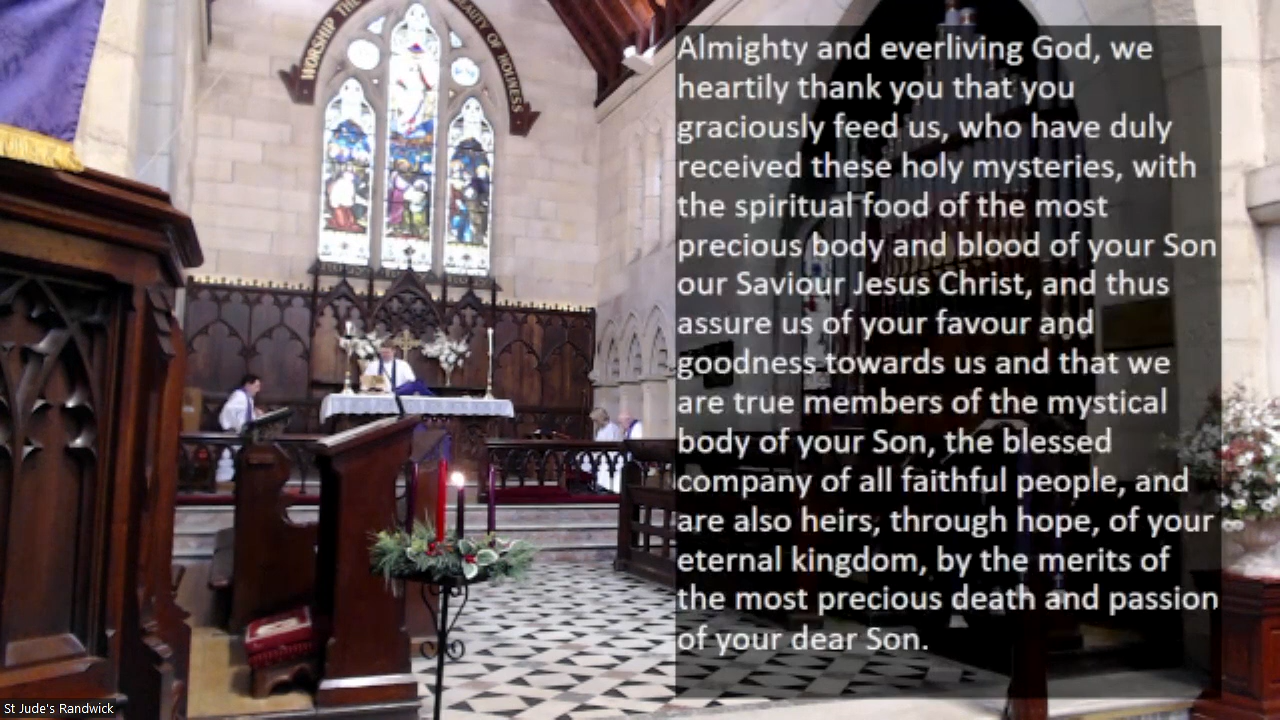 WORSHIP THE
BEAUTY OF HOLINESS
Almighty and everliving God, we
heartily thank you that you
graciously feed us, who have duly
received these holy mysteries, with
the spiritual food of the most
precious body and blood of your Son
our Saviour Jesus Christ, and thus
assure us of your favour and
goodness towards us and that we
are true members of the mystical
body of your Son, the blessed
company of all faithful people, and
are also heirs, through hope, of your
eternal kingdom, by the merits of
the most precious death and passion
of your dear Son.
St Jude's Randwick